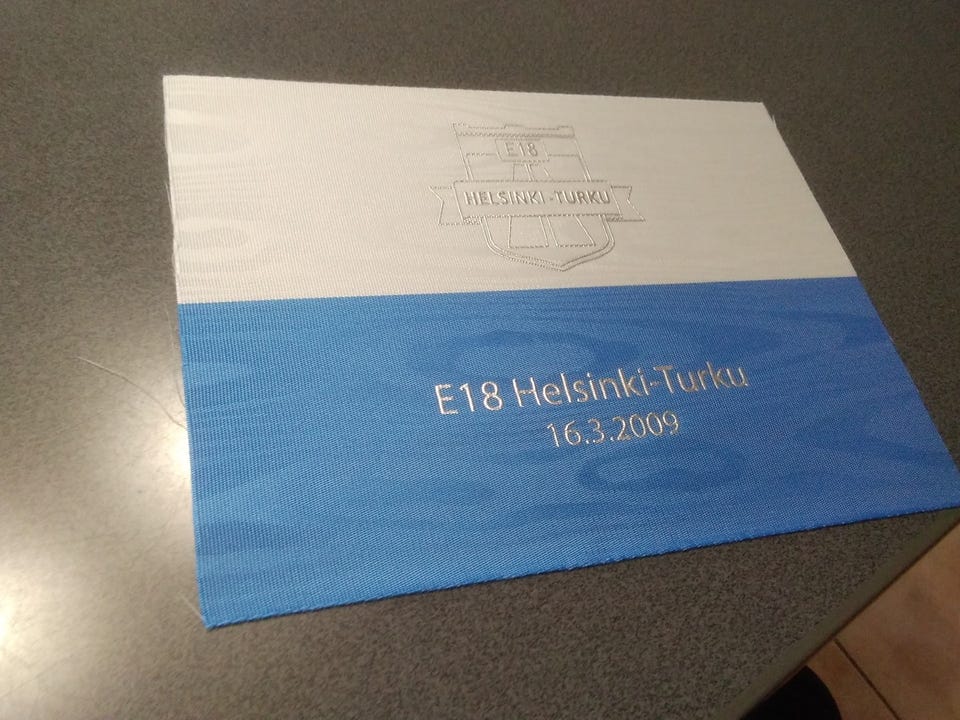 E18
HELSINKI-TURKU
E18 Helsinki-Turku
16.3.2009